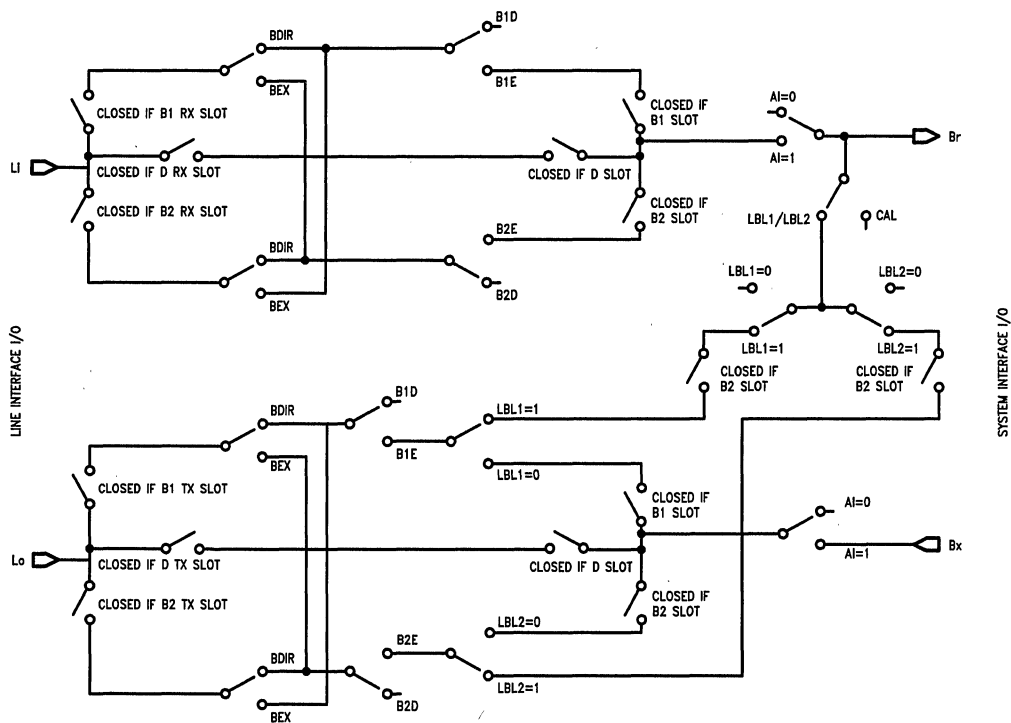 B1D
BDIR
B1E
BEX
CLOSED IF B1 RX SLOT
CLOSED IF
B1 SLOT
AI=0
Br
AI=1
LI
CLOSED IF D RX SLOT
CLOSED IF D SLOT
CLOSED IF B2 RX SLOT
CLOSED IF
B2 SLOT
LBL1/LBL2
CAL
B2E
BDIR
BEX
B2D
LBL1=0
LBL2=0
LBL1=1
LBL2=1
CLOSED IF
B2 SLOT
CLOSED IF
B2 SLOT
LINE INTERFACE I/O
SYSTEM INTERFACE I/O
B1D
BDIR
LBL1=1
B1E
BEX
LBL1=0
CLOSED IF B1 TX SLOT
CLOSED IF
B1 SLOT
AI=0
AI=1
Bx
Lo
CLOSED IF D TX SLOT
CLOSED IF D SLOT
CLOSED IF B2 TX SLOT
CLOSED IF
B2 SLOT
LBL2=0
B2E
BDIR
LBL2=1
B2D
BEX